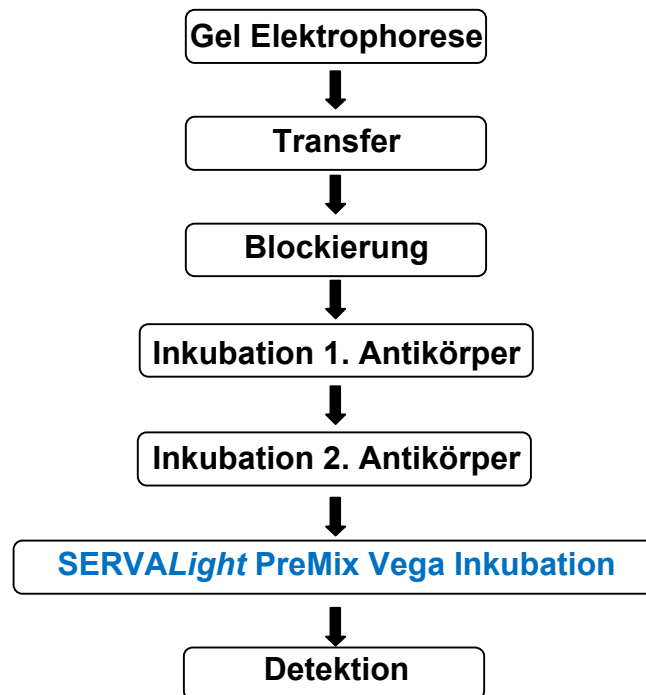 Gel Elektrophorese
Transfer
Blockierung
Inkubation 1. Antikörper
Inkubation 2. Antikörper
SERVALight PreMix Vega Inkubation
Detektion